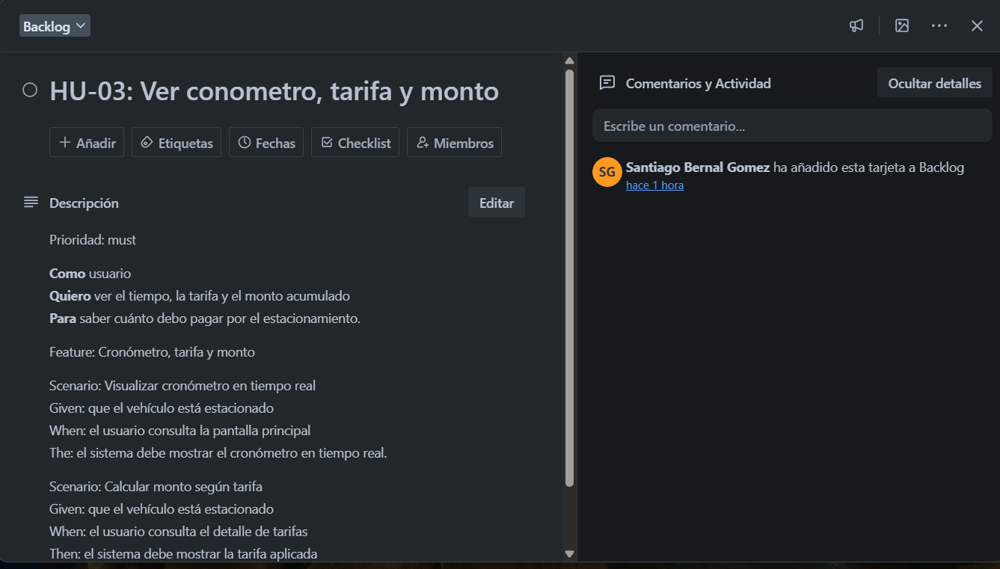 Backlog
HU-03: Ver conometro, tarifa y monto
Añadir
Etiquetas
Fechas
Checklist
Miembros
Descripción
Editar
Prioridad: must
Como usuario
Quiero ver el tiempo, la tarifa y el monto acumulado
Para saber cuánto debo pagar por el estacionamiento.
Feature: Cronómetro, tarifa y monto
Scenario: Visualizar cronómetro en tiempo real
Given: que el vehículo está estacionado
When: el usuario consulta la pantalla principal
The: el sistema debe mostrar el cronómetro en tiempo real.
Scenario: Calcular monto según tarifa
Given: que el vehículo está estacionado
When: el usuario consulta el detalle de tarifas
Then: el sistema debe mostrar la tarifa aplicada
Comentarios y Actividad
Ocultar detalles
Escribe un comentario...
SG
Santiago Bernal Gomez ha añadido esta tarjeta a Backlog
hace 1 hora